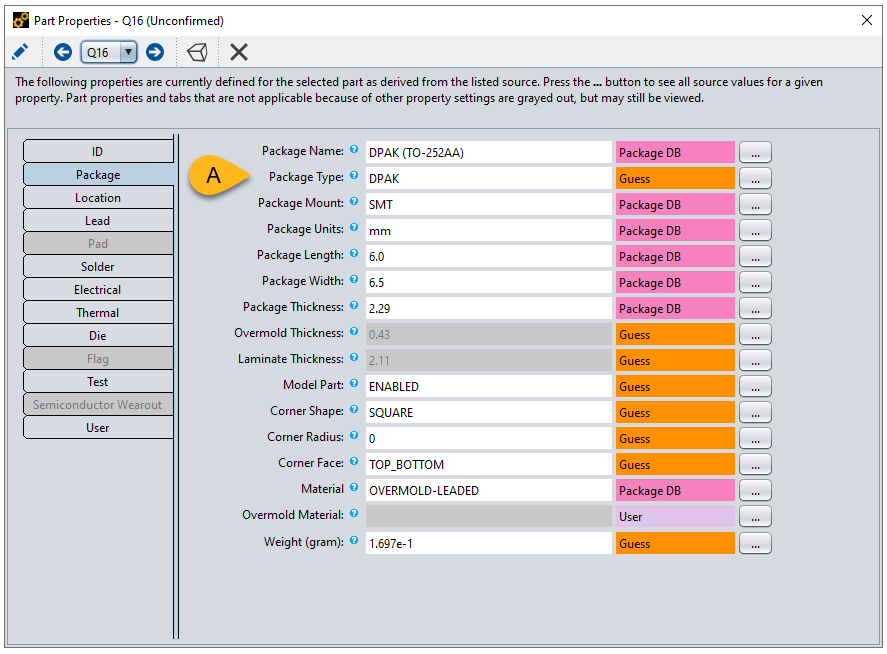 Part Properties - Q16 (Unconfirmed)
Q16
The following properties are currently defined for the selected part as derived from the listed source. Press the ... button to see all source values for a given
property. Part properties and tabs that are not applicable because of other property settings are grayed out, but may still be viewed.
ID
Package
Location
Lead
Pad
Solder
Electrical
Thermal
Die
Flag
Test
Semiconductor Wearout
User
A
Package Name: ? DPAK (TO-252AA) Package DB ...
Package Type: ? DPAK Guess ...
Package Mount: ? SMT Package DB ...
Package Units: ? mm Package DB ...
Package Length: ? 6.0 Package DB ...
Package Width: ? 6.5 Package DB ...
Package Thickness: ? 2.29 Package DB ...
Overmold Thickness: ? 0.43 Guess ...
Laminate Thickness: ? 2.11 Guess ...
Model Part: ? ENABLED Guess ...
Corner Shape: ? SQUARE Guess ...
Corner Radius: ? 0 Guess ...
Corner Face: ? TOP_BOTTOM Guess ...
Material ? OVERMOLD-LEADED Package DB ...
Overmold Material: ? User ...
Weight (gram): ? 1.697e-1 Guess ...